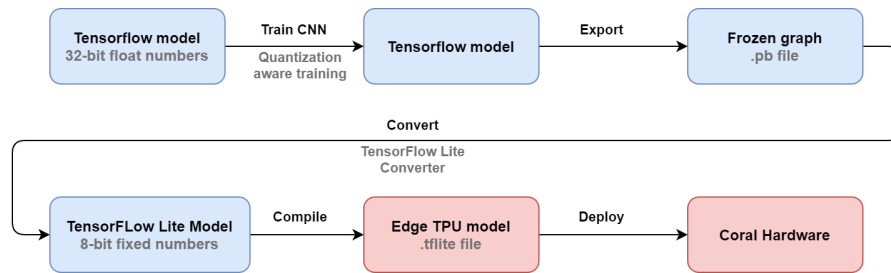 Tensorflow model
32-bit float numbers
Train CNN
Quantization
aware training
Tensorflow model
Export
Frozen graph
.pb file
Convert
TensorFlow Lite
Converter
TensorFLow Lite Model
8-bit fixed numbers
Compile
Edge TPU model
.tflite file
Deploy
Coral Hardware